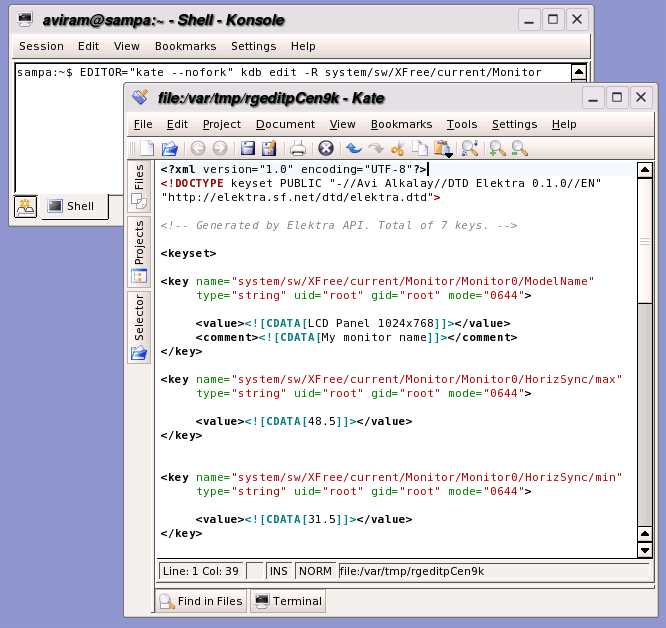 aviram@sampa:~ - Shell - Konsole
Session Edit View Bookmarks Settings Help
sampa:~$ EDITOR="kate --nofork" kdb edit -R system/sw/XFree/current/Monitor
Shell
file:/var/tmp/rgeditpCen9k - Kate
File Edit Project Document View Bookmarks Tools Settings Help
Files
Projects
Selector
<?xml version="1.0" encoding="UTF-8"?>
<!DOCTYPE keyset PUBLIC "-//Avi Alkalay//DTD Elektra 0.1.0//EN"
"http://elektra.sf.net/dtd/elektra.dtd">
<!-- Generated by Elektra API. Total of 7 keys. -->
<keyset>
<key name="system/sw/XFree/current/Monitor/Monitor0/ModelName"
type="string" uid="root" gid="root" mode="0644">
<value><![CDATA[LCD Panel 1024x768]]></value>
<comment><![CDATA[My monitor name]]></comment>
</key>
<key name="system/sw/XFree/current/Monitor/Monitor0/HorizSync/max"
type="string" uid="root" gid="root" mode="0644">
<value><![CDATA[48.5]]></value>
</key>
<key name="system/sw/XFree/current/Monitor/Monitor0/HorizSync/min"
type="string" uid="root" gid="root" mode="0644">
<value><![CDATA[31.5]]></value>
</key>
Line: 1 Col: 39 INS NORM file:/var/tmp/rgeditpCen9k
Find in Files Terminal